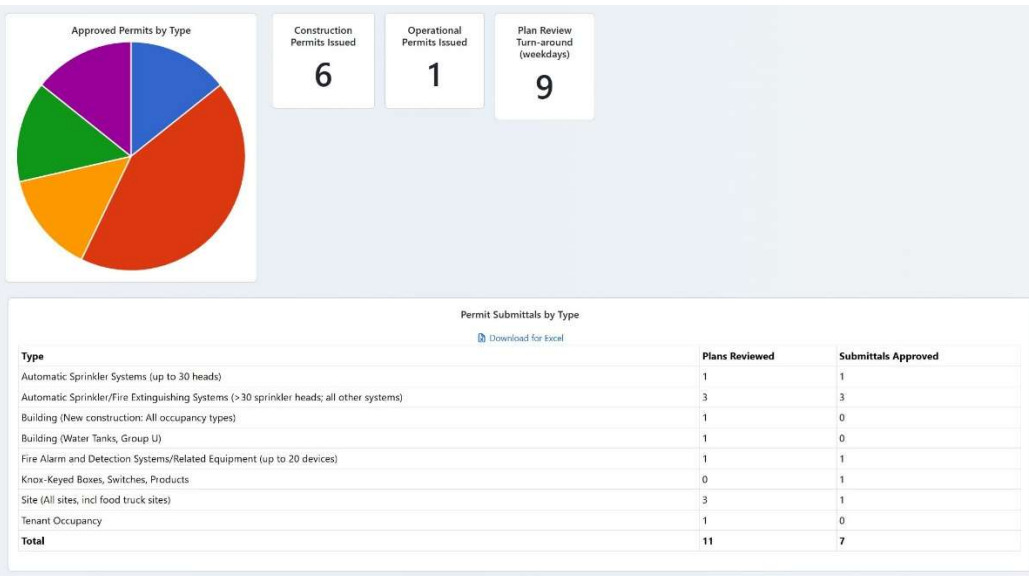 Approved Permits by Type
Construction
Permits Issued
6
Operational
Permits Issued
1
Plan Review
Turn-around
(weekdays)
9
Permit Submittals by Type
Download for Excel
Type Plans Reviewed Submittals Approved
Automatic Sprinkler Systems (up to 30 heads) 1 1
Automatic Sprinkler/Fire Extinguishing Systems (>30 sprinkler heads; all other systems) 3 3
Building (New construction: All occupancy types) 1 0
Building (Water Tanks, Group U) 1 0
Fire Alarm and Detection Systems/Related Equipment (up to 20 devices) 1 1
Knox-Keyed Boxes, Switches, Products 0 1
Site (All sites, incl food truck sites) 3 1
Tenant Occupancy 1 0
Total 11 7